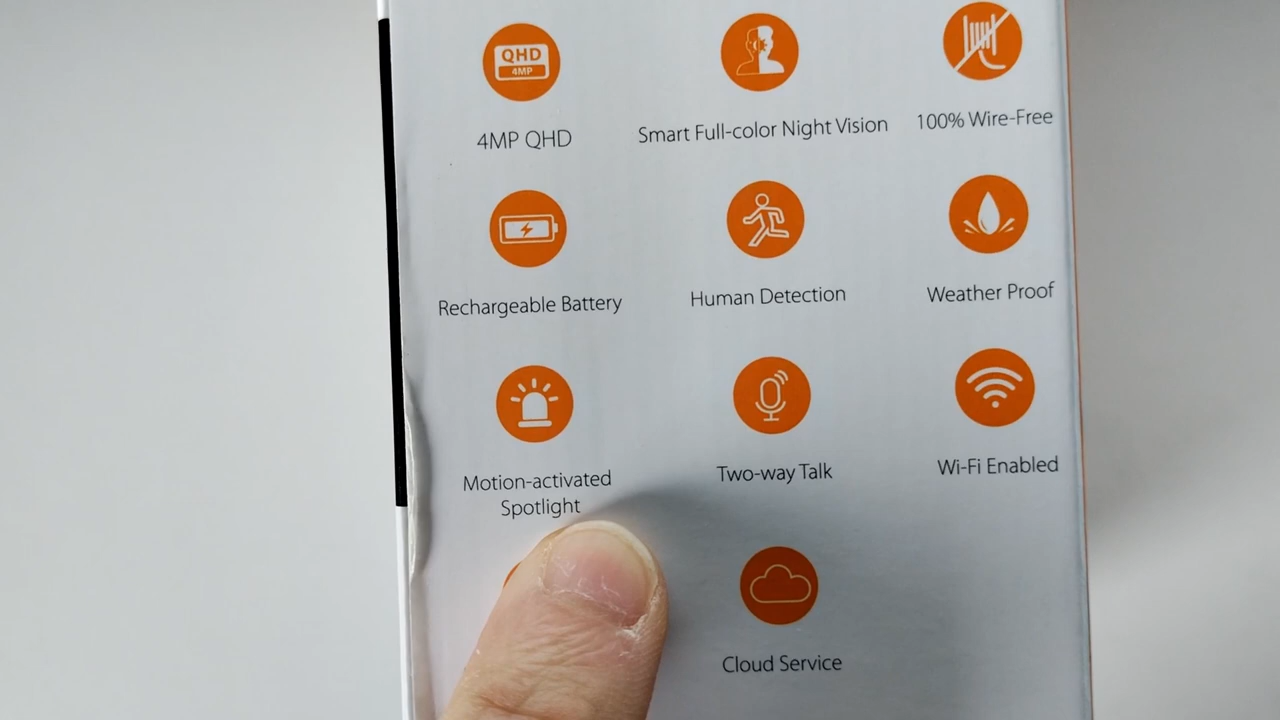 QHD
4MP
4MP QHD
Smart Full-color Night Vision
100% Wire-Free
Rechargeable Battery
Human Detection
Weather Proof
Motion-activated
Spotlight
Two-way Talk
Wi-Fi Enabled
Cloud Service